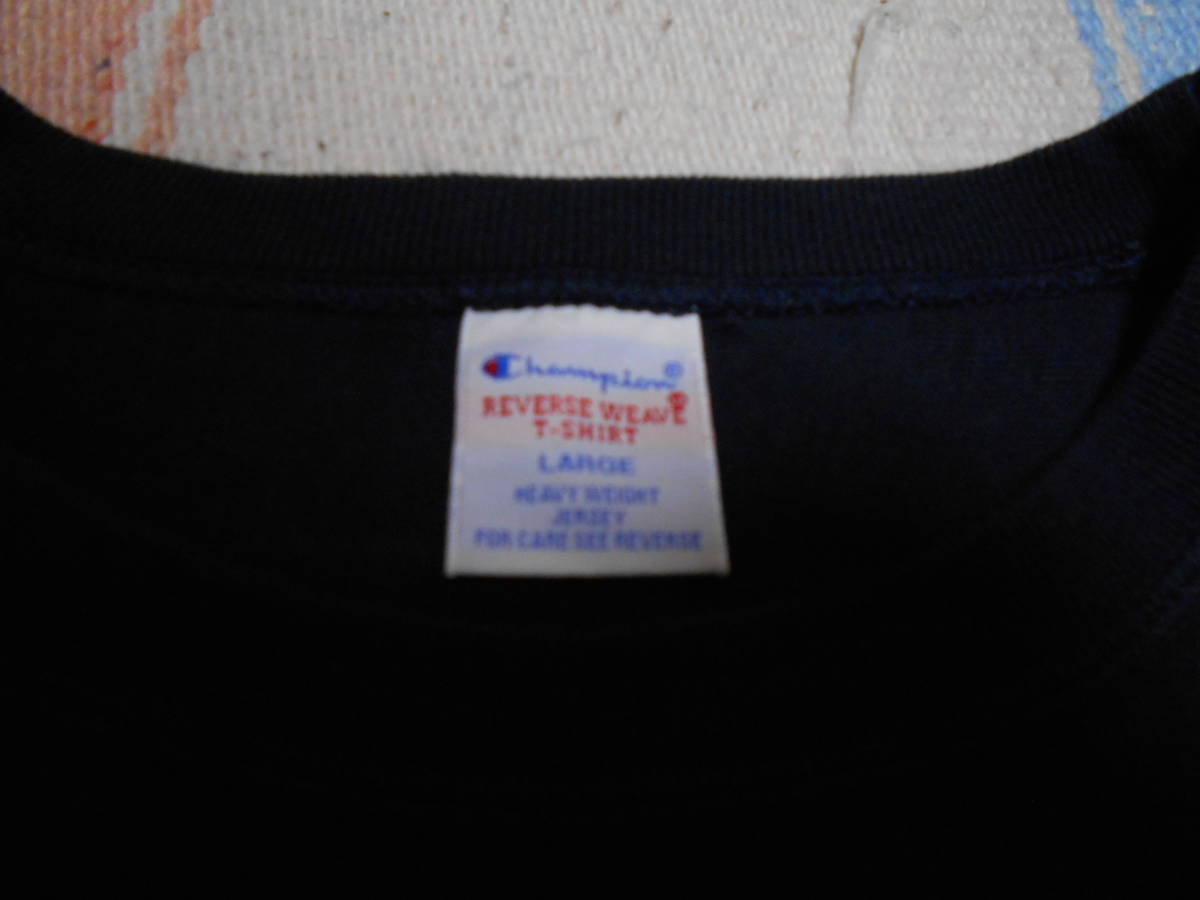 Champion®
REVERSE WEAVE®
T-SHIRT
LARGE
HEAVY WEIGHT
JERSEY
FOR CARE SEE REVERSE